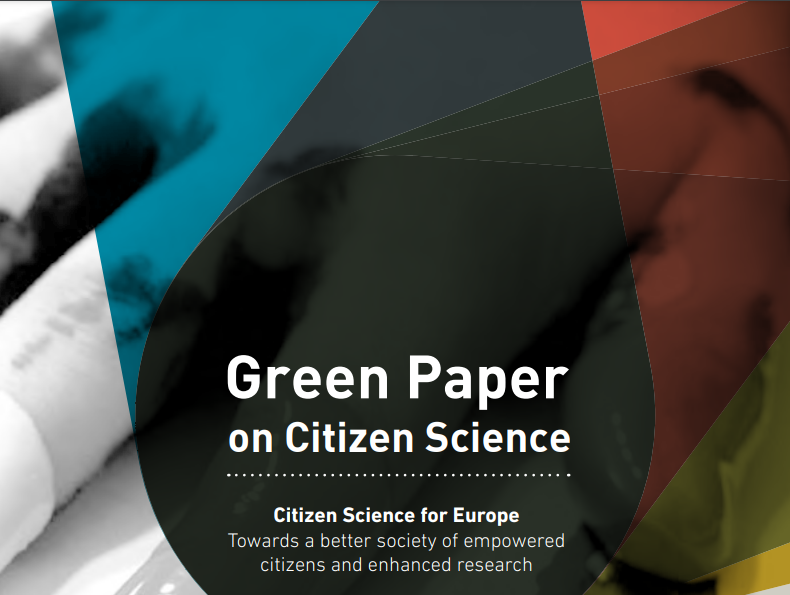 Green Paper
on Citizen Science
Citizen Science for Europe
Towards a better society of empowered
citizens and enhanced research